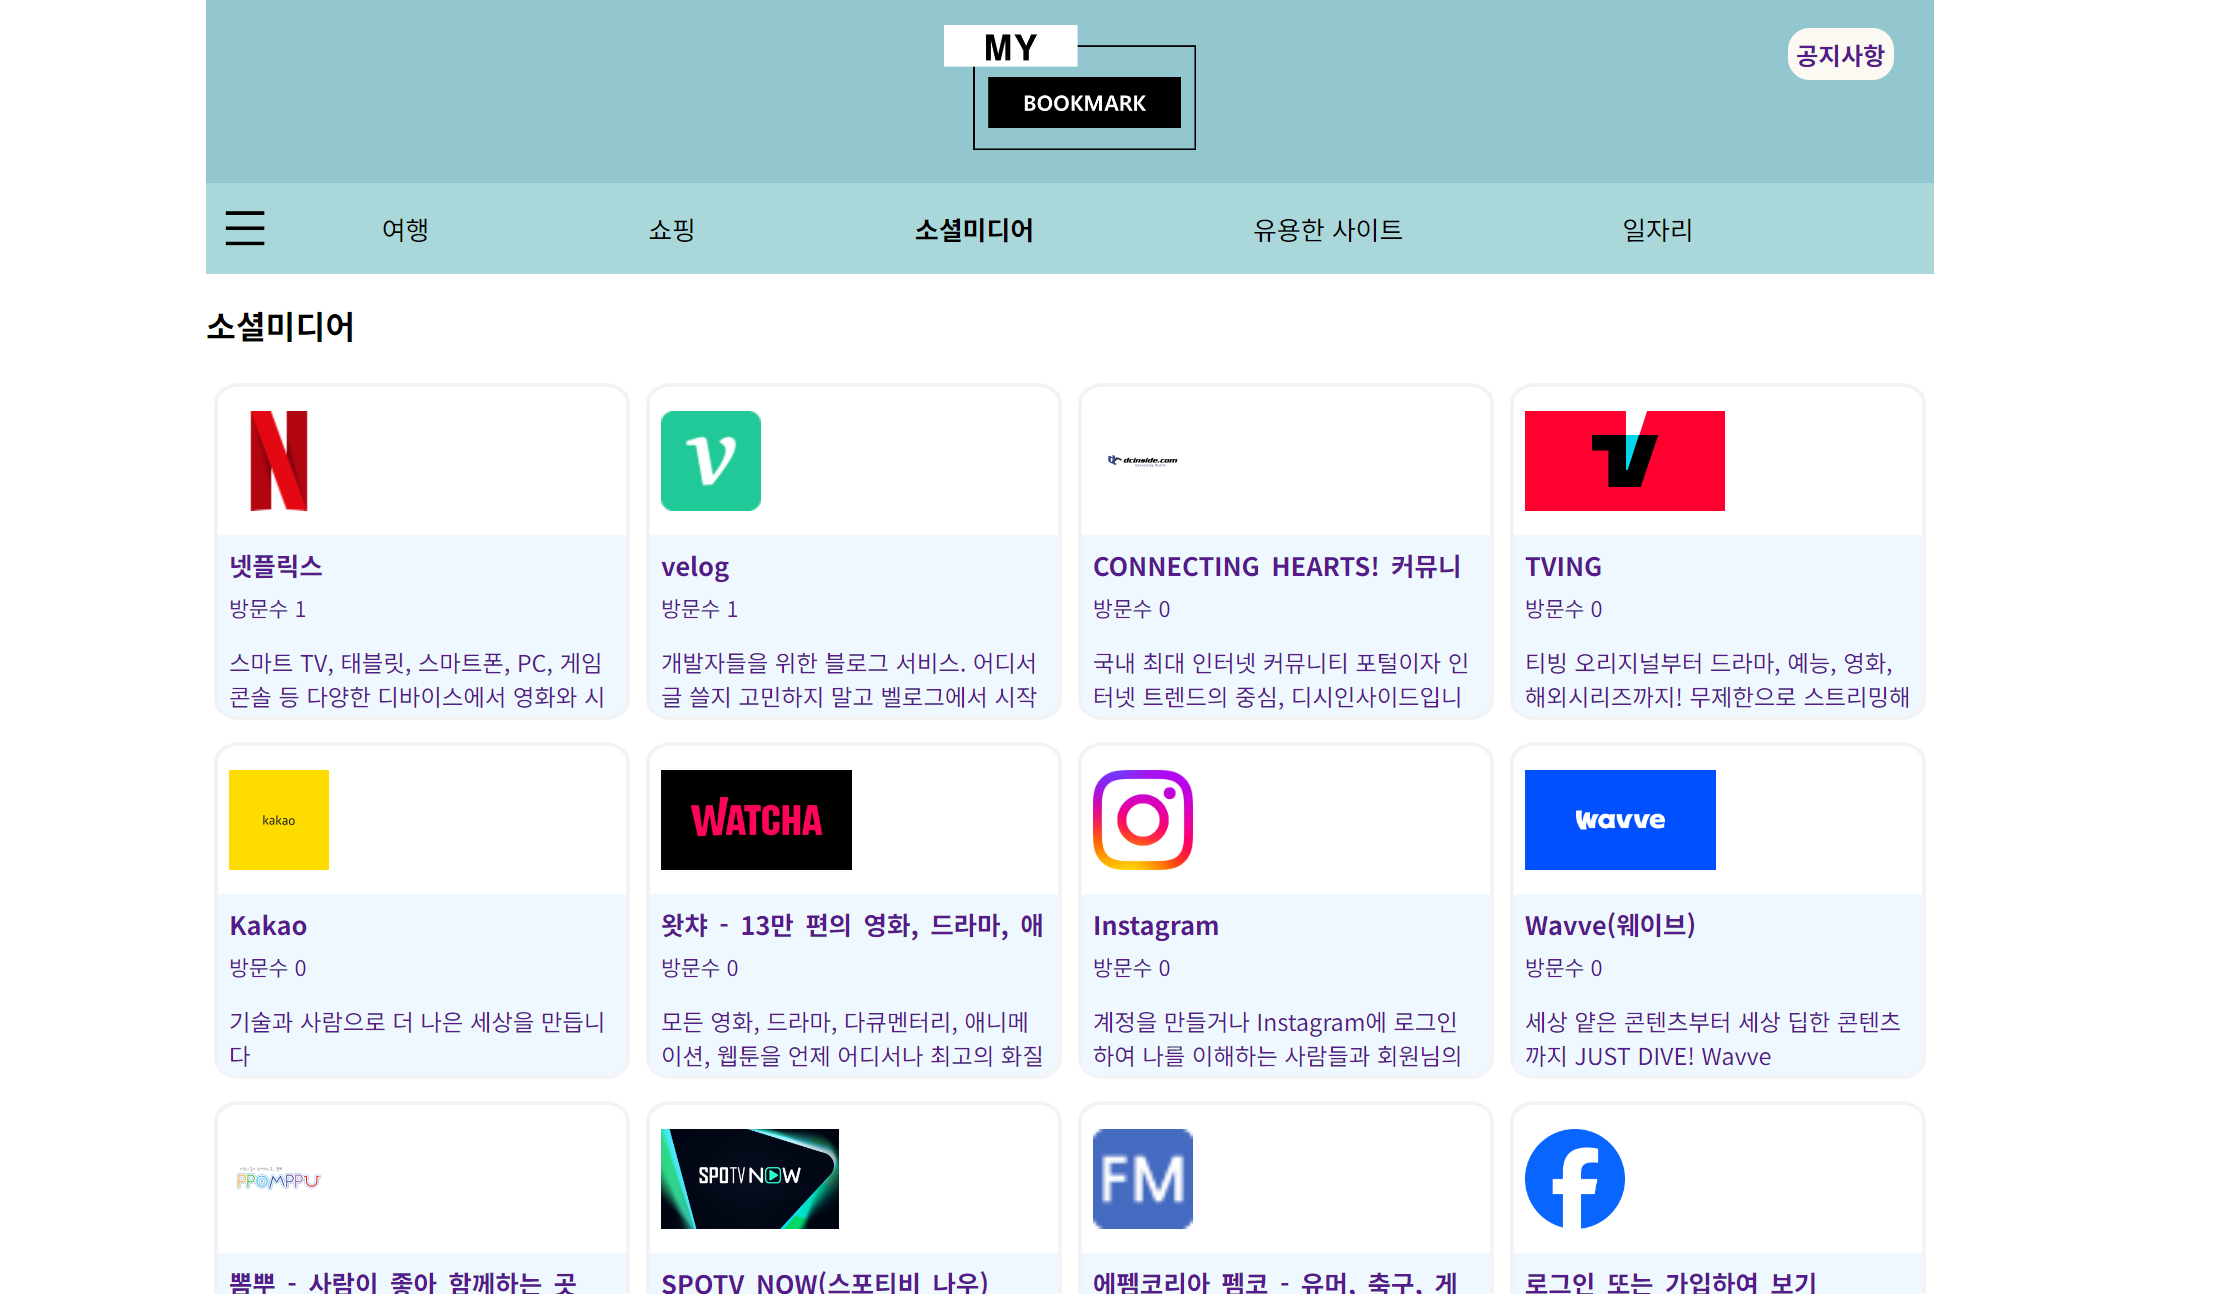 MY
BOOKMARK
공지사항
여행
쇼핑
소셜미디어
유용한 사이트
일자리
소셜미디어
dcinside.com
넷플릭스
방문수 1
스마트 TV, 태블릿, 스마트폰, PC, 게임
콘솔 등 다양한 디바이스에서 영화와 시
velog
방문수 1
개발자들을 위한 블로그 서비스. 어디서
글 쓸지 고민하지 말고 벨로그에서 시작
CONNECTING HEARTS! 커뮤니
방문수 0
국내 최대 인터넷 커뮤니티 포털이자 인
터넷 트렌드의 중심, 디시인사이드입니
TVING
방문수 0
티빙 오리지널부터 드라마, 예능, 영화,
해외시리즈까지! 무제한으로 스트리밍해
kakao
Kakao
방문수 0
기술과 사람으로 더 나은 세상을 만듭니
다
WATCHA
왓챠 - 13만 편의 영화, 드라마, 애
방문수 0
모든 영화, 드라마, 다큐멘터리, 애니메
이션, 웹툰을 언제 어디서나 최고의 화질
Instagram
방문수 0
계정을 만들거나 Instagram에 로그인
하여 나를 이해하는 사람들과 회원님의
wavve
Wavve(웨이브)
방문수 0
세상 얕은 콘텐츠부터 세상 딥한 콘텐츠
까지 JUST DIVE! Wavve
PPOMPPU
뽐뿌 - 사람이 좋아 함께하는 곳
SPOTV NOW
SPOTV NOW(스포티비 나우)
FM
에펨코리아 펨코 - 유머, 축구, 게
로그인 또는 가입하여 보기